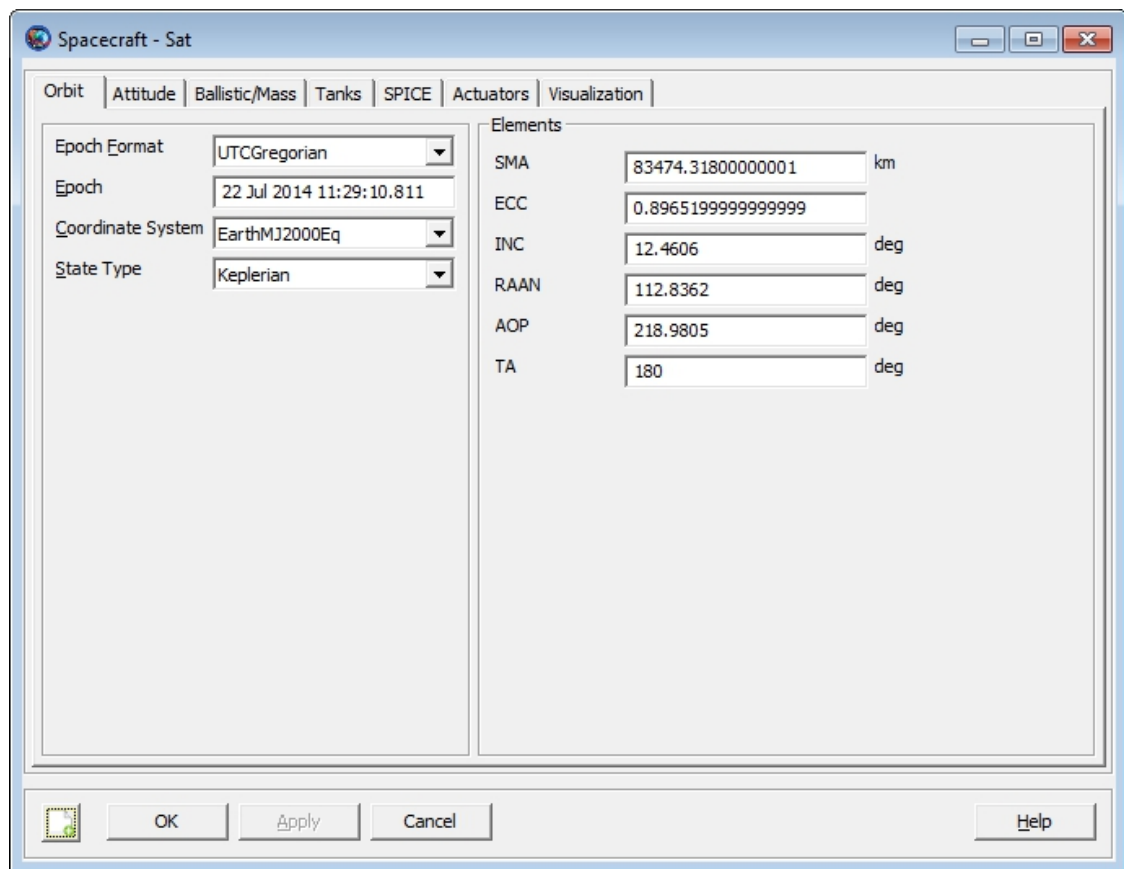 Spacecraft - Sat
Orbit Attitude Ballistic/Mass Tanks SPICE Actuators Visualization
Epoch Format UTCGregorian
Epoch 22 Jul 2014 11:29:10.811
Coordinate System EarthMJ2000Eq
State Type Keplerian
Elements
SMA 83474.31800000001 km
ECC 0.8965199999999999
INC 12.4606 deg
RAAN 112.8362 deg
AOP 218.9805 deg
TA 180 deg
OK Apply Cancel Help